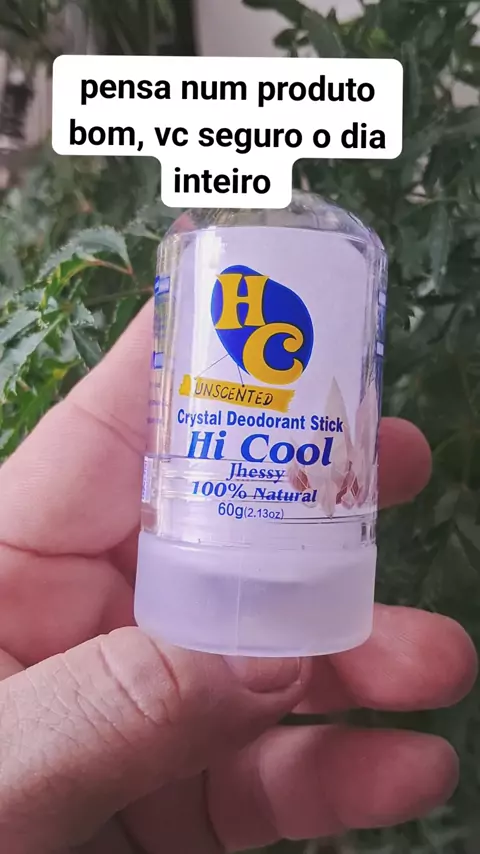 pensa num produto
bom, vc seguro o dia
inteiro
H
C
UNSCENTED
Crystal Deodorant Stick
Hi Cool
Jhessy
100% Natural
60g(2.13oz)